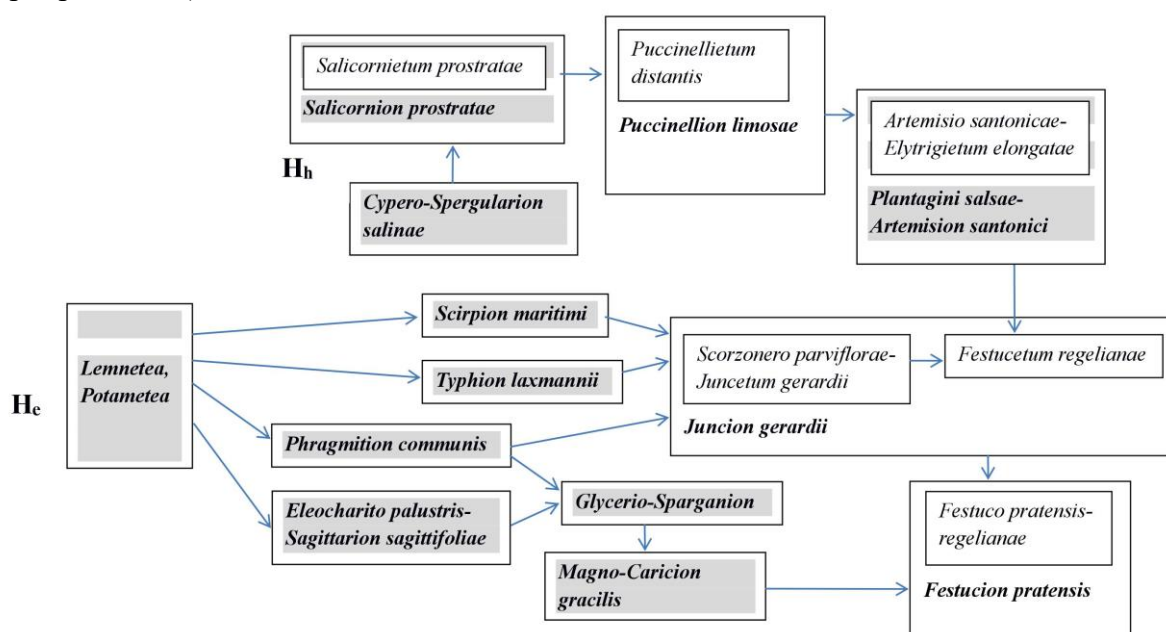 Salicornietum prostratae
Salicornion prostratae
Puccinellietum
distantis
Puccinellion limosae
Artemisio santonicae-
Elytrigietum elongatae
Plantagini salsae-
Artemision santonici
Hh
Cypero-Spergularion
salinae
Lemnetea,
Potametea
He
Scirpion maritimi
Typhion laxmannii
Phragmition communis
Eleocharito palustris-
Sagittarion sagittifoliae
Scorzonero parviflorae-
Juncetum gerardii
Festucetum regelianae
Juncion gerardii
Glycerio-Sparganion
Magno-Caricion
gracilis
Festuco pratensis-
regelianae
Festucion pratensis